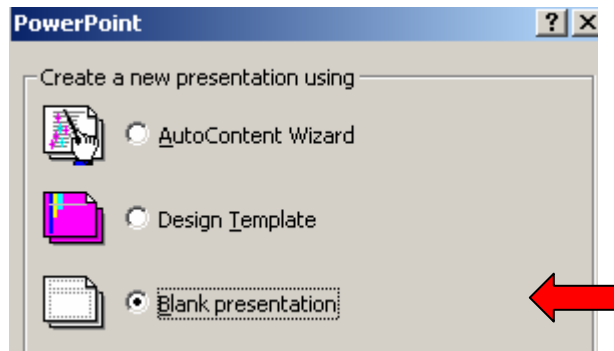 PowerPoint
Create a new presentation using
AutoContent Wizard
Design Template
Blank presentation